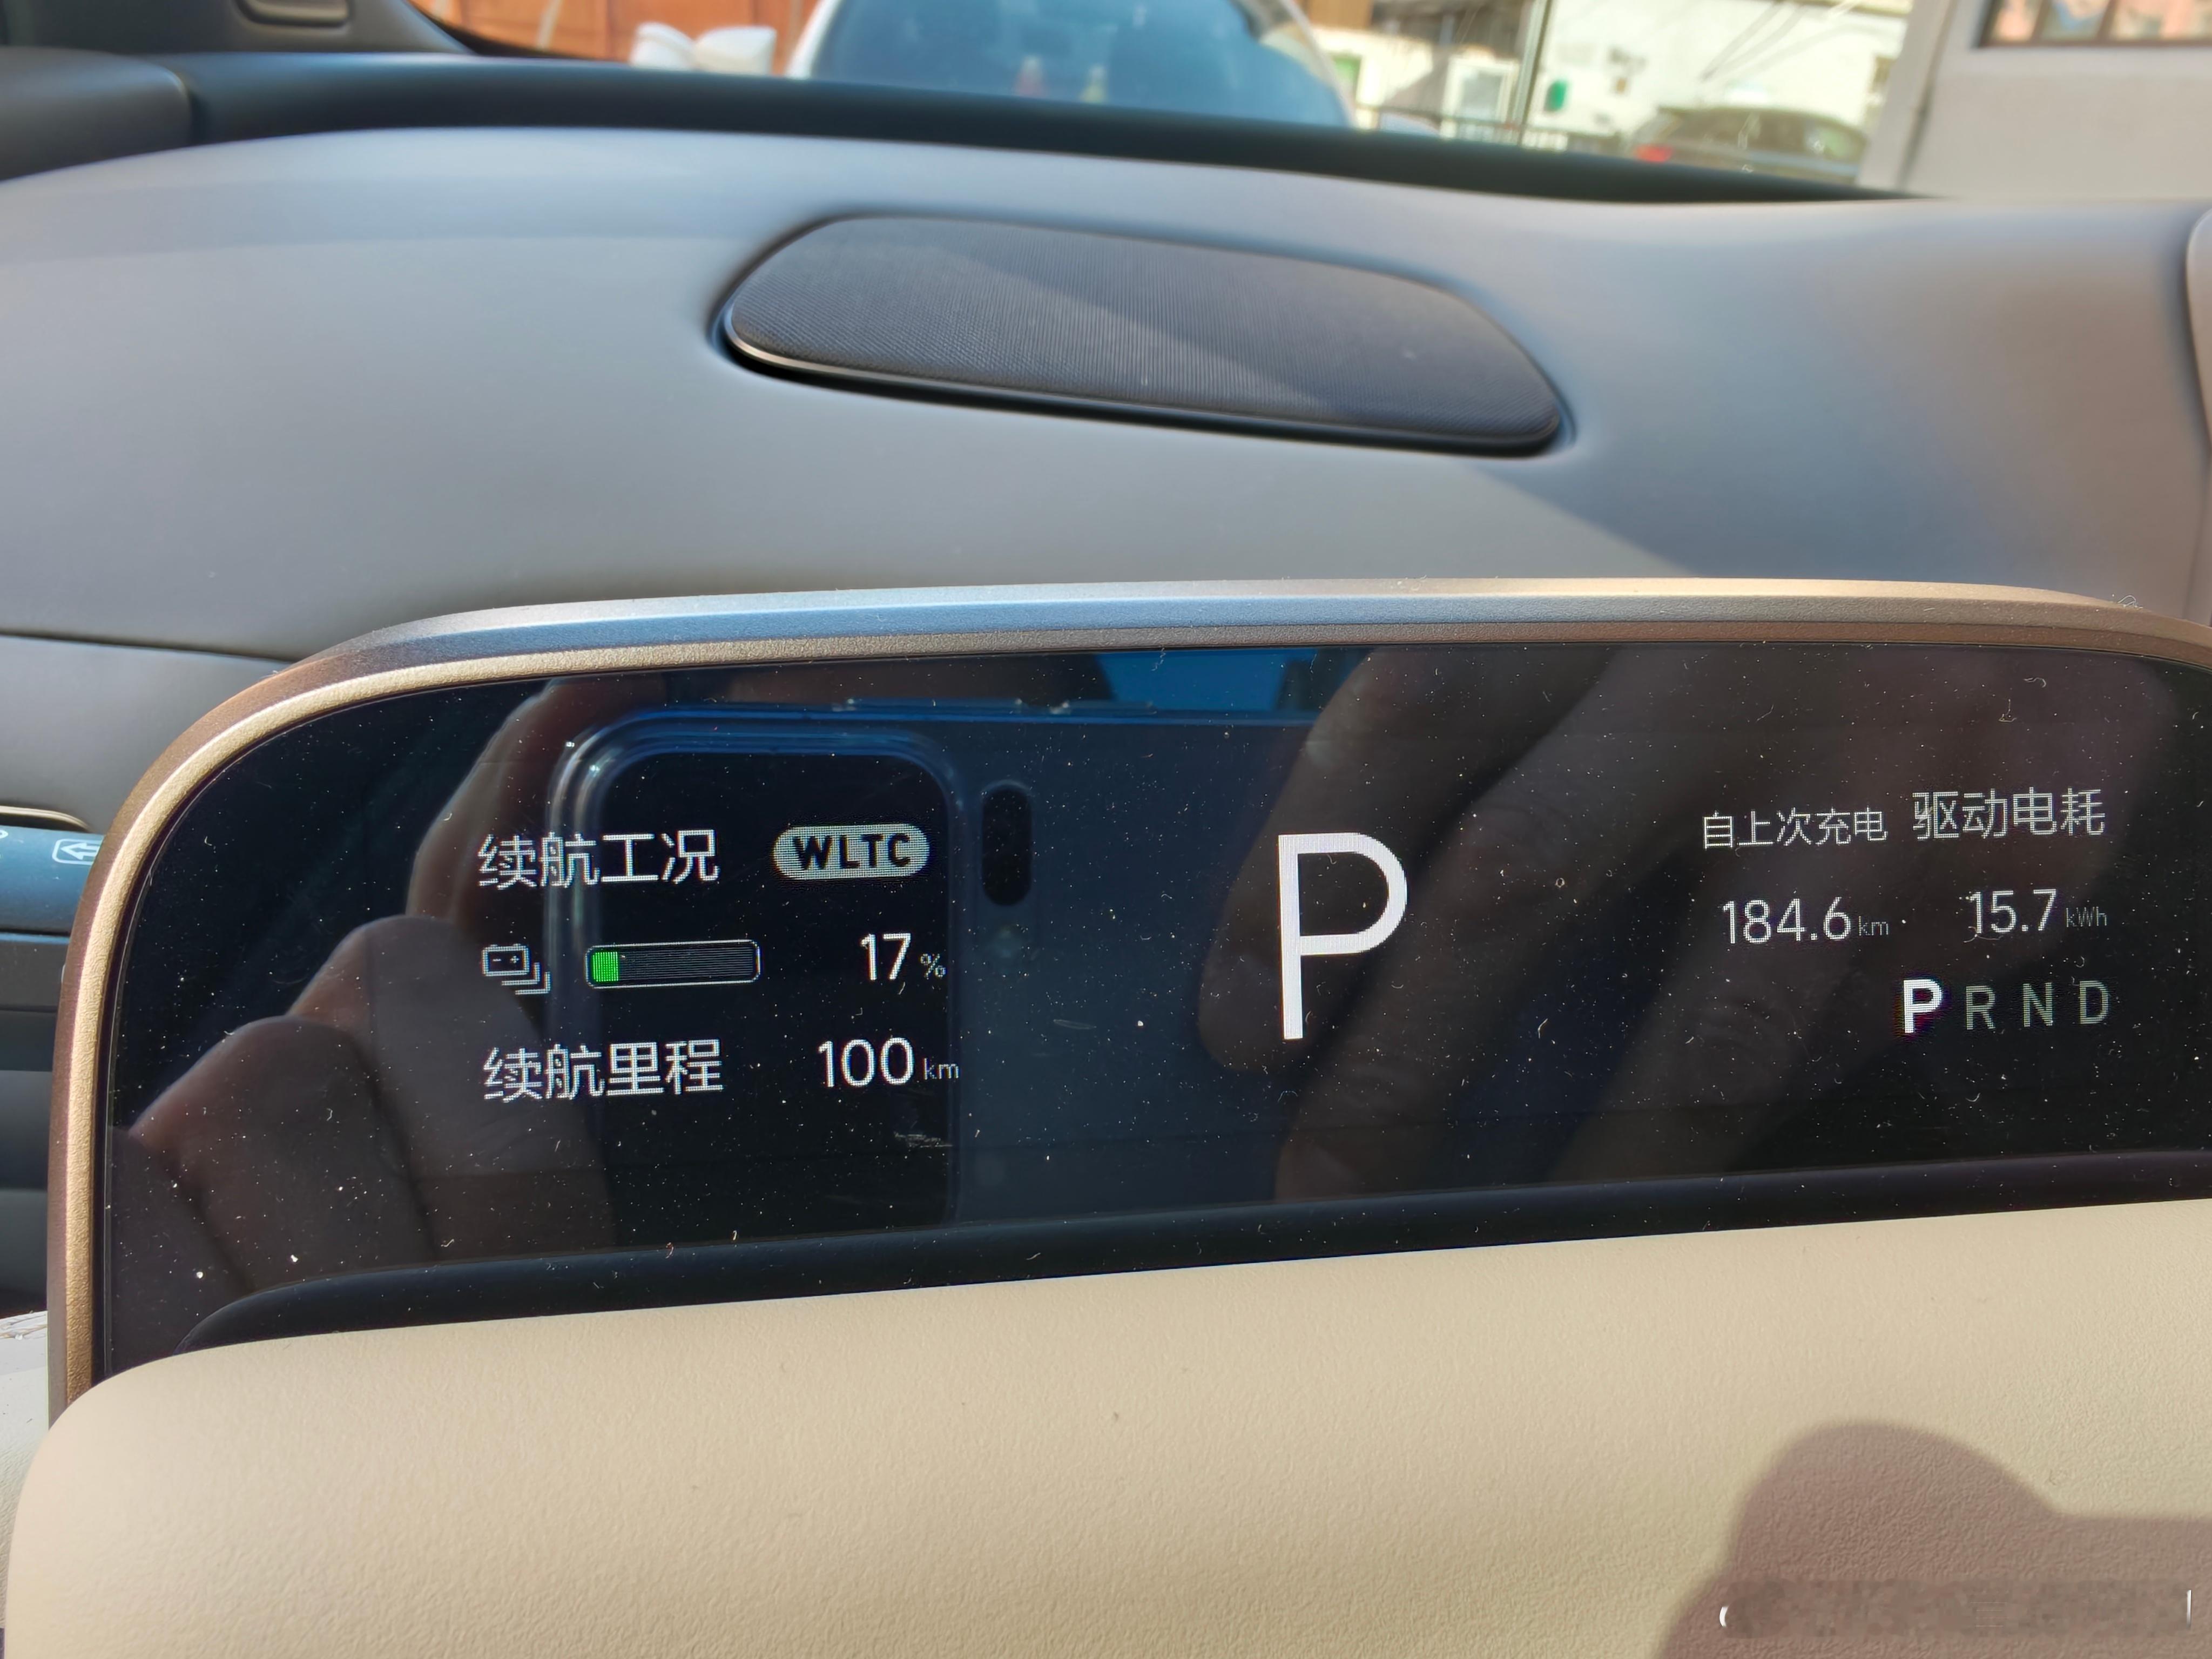 续航工况 WLTC
17%
续航里程 100km
P
自上次充电 驱动电耗
184.6km 15.7kWh
P R N D